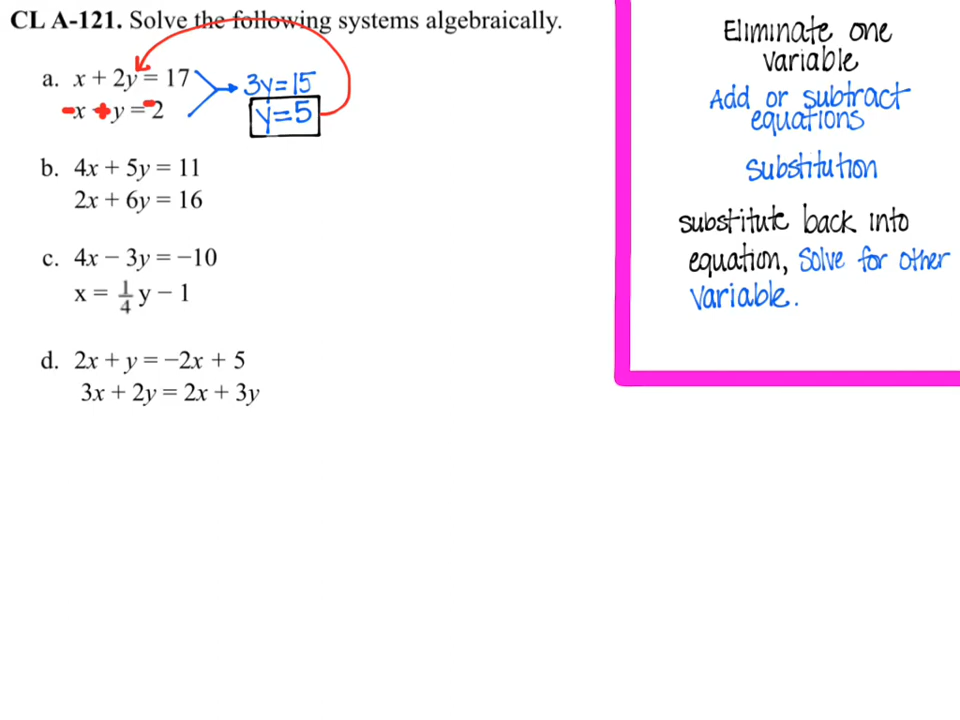 CL A-121. Solve the following systems algebraically.
a. x + 2y = 17
-x + y = -2
3y = 15
y = 5
b. 4x + 5y = 11
2x + 6y = 16
c. 4x − 3y = −10
x = 1/4 y − 1
d. 2x + y = −2x + 5
3x + 2y = 2x + 3y
Eliminate one
variable
Add or subtract
equations
Substitution
substitute back into
equation, Solve for other
variable.